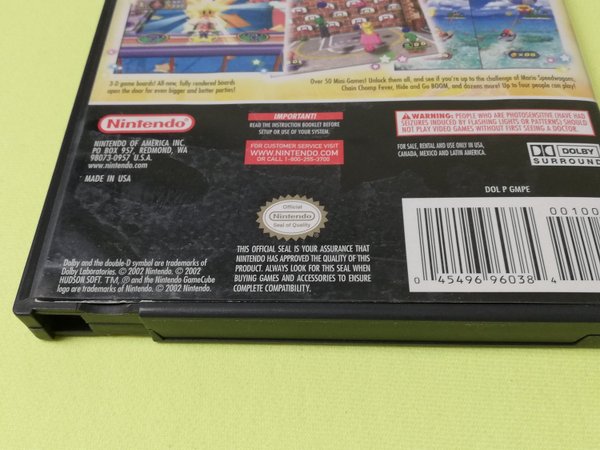 3-D game boards! All-new, fully rendered boards
open the door for even bigger and better parties!
Over 50 Mini-Games! Unlock them all, and see if you're up to the challenge of Mario Speedwagons,
Chain Chomp Fever, Hide and Go BOOM, and dozens more! Up to four people can play!
Nintendo
NINTENDO OF AMERICA INC.
PO BOX 957, REDMOND, WA
98073-0957 U.S.A.
www.nintendo.com
MADE IN USA
IMPORTANT!
READ THE INSTRUCTION BOOKLET BEFORE
SETUP OR USE OF YOUR SYSTEM.
FOR CUSTOMER SERVICE VISIT
WWW.NINTENDO.COM
OR CALL 1-800-255-3700
WARNING: PEOPLE WHO ARE PHOTOSENSITIVE (HAVE HAD
SEIZURES INDUCED BY FLASHING LIGHTS OR PATTERNS) SHOULD
NOT PLAY VIDEO GAMES WITHOUT FIRST SEEING A DOCTOR.
FOR SALE, RENTAL AND USE ONLY IN USA,
CANADA, MEXICO AND LATIN AMERICA.
DOLBY
SURROUND
DOL P GMPE
Official
Nintendo
Seal of Quality
THIS OFFICIAL SEAL IS YOUR ASSURANCE THAT
NINTENDO HAS APPROVED THE QUALITY OF THIS
PRODUCT. ALWAYS LOOK FOR THIS SEAL WHEN
BUYING GAMES AND ACCESSORIES TO ENSURE
COMPLETE COMPATIBILITY.
Dolby and the double-D symbol are trademarks of
Dolby Laboratories. © 2002 Nintendo. © 2002
HUDSON SOFT. TM, ® and the Nintendo GameCube
logo are trademarks of Nintendo. © 2002 Nintendo.
00100
0 45496 96038 4